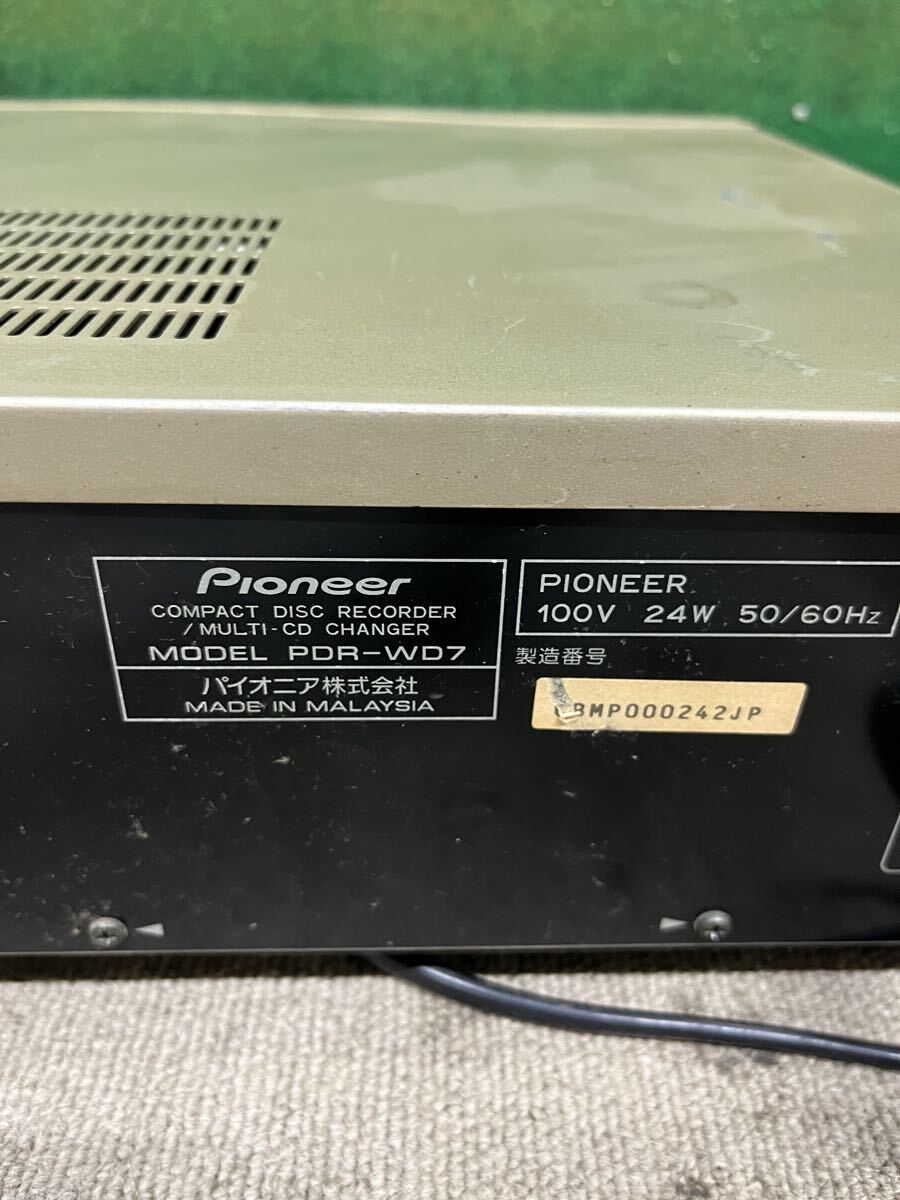 Pioneer
COMPACT DISC RECORDER
/MULTI-CD CHANGER
MODEL PDR-WD7
パイオニア株式会社
MADE IN MALAYSIA
PIONEER
100V 24W 50/60Hz
製造番号